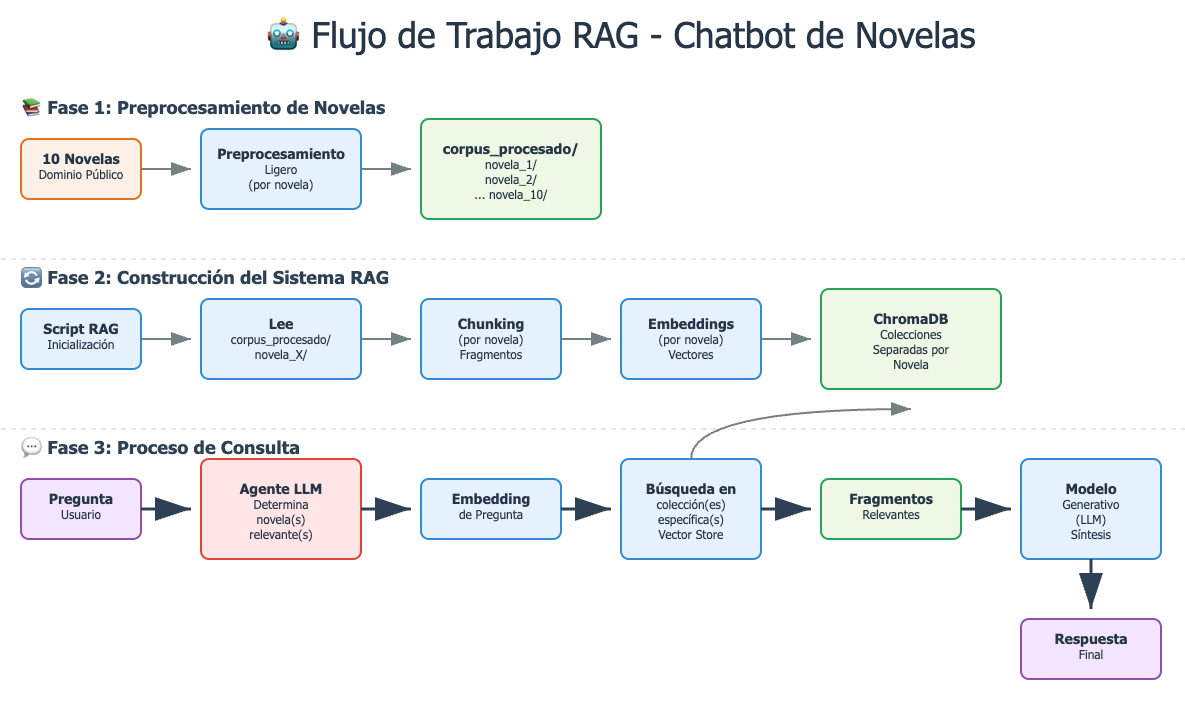 🤖 Flujo de Trabajo RAG - Chatbot de Novelas
📚 Fase 1: Preprocesamiento de Novelas
10 Novelas
Dominio Público
Preprocesamiento
Ligero
(por novela)
corpus_procesado/
novela_1/
novela_2/
... novela_10/
🔄 Fase 2: Construcción del Sistema RAG
Script RAG
Inicialización
Lee
corpus_procesado/
novela_X/
Chunking
(por novela)
Fragmentos
Embeddings
(por novela)
Vectores
ChromaDB
Colecciones
Separadas por
Novela
💬 Fase 3: Proceso de Consulta
Pregunta
Usuario
Agente LLM
Determina
novela(s)
relevante(s)
Embedding
de Pregunta
Búsqueda en
colección(es)
específica(s)
Vector Store
Fragmentos
Relevantes
Modelo
Generativo
(LLM)
Síntesis
Respuesta
Final